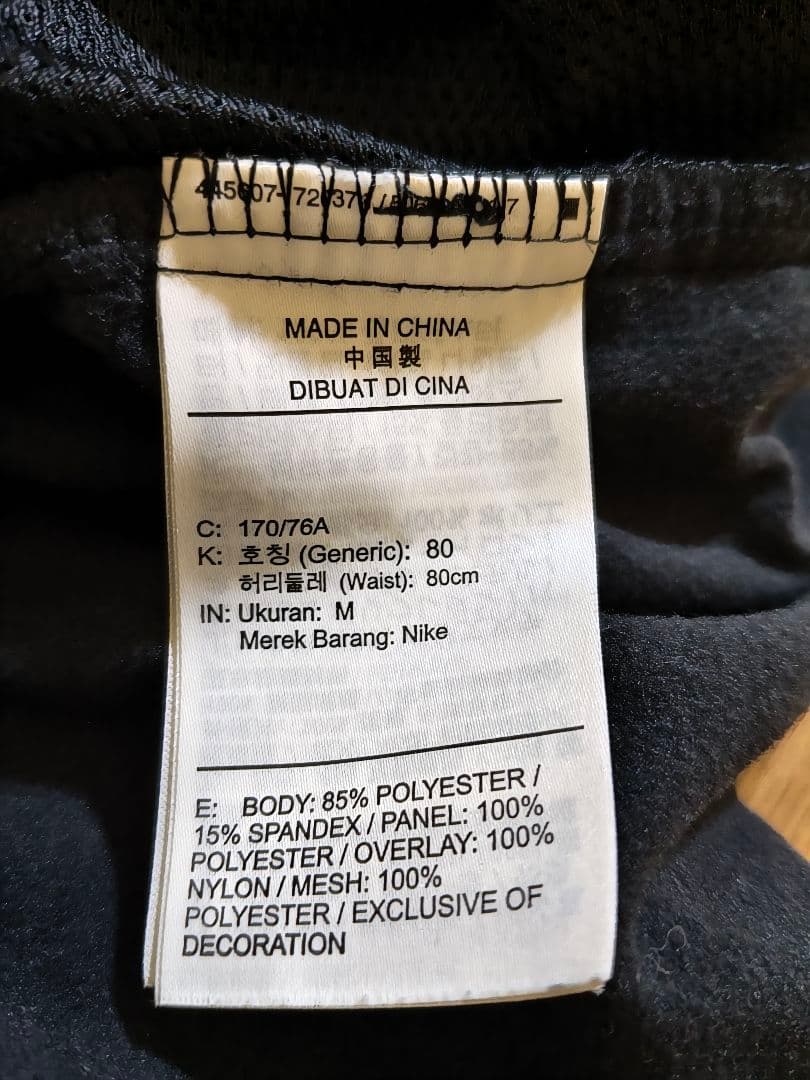 MADE IN CHINA
中国製
DIBUAT DI CINA
C: 170/76A
K: 호칭 (Generic): 80
허리둘레 (Waist): 80cm
IN: Ukuran: M
Merek Barang: Nike
E: BODY: 85% POLYESTER /
15% SPANDEX / PANEL: 100%
POLYESTER / OVERLAY: 100%
NYLON / MESH: 100%
POLYESTER / EXCLUSIVE OF
DECORATION